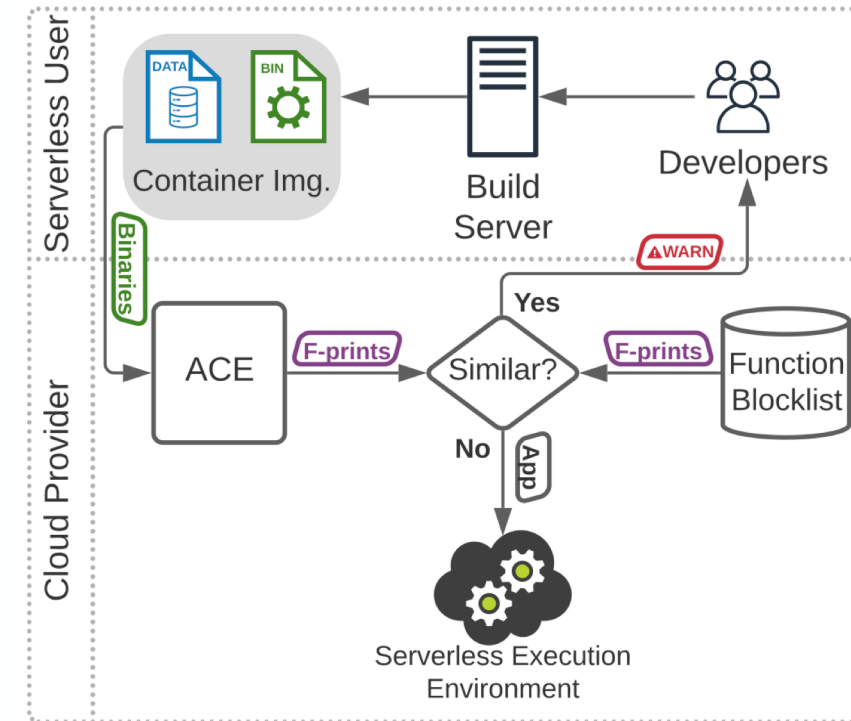 Serverless User
DATA
BIN
Container Img.
Build
Server
Developers
Binaries
WARN
Cloud Provider
ACE
F-prints
Similar?
Yes
F-prints
Function
Blocklist
No
App
Serverless Execution
Environment